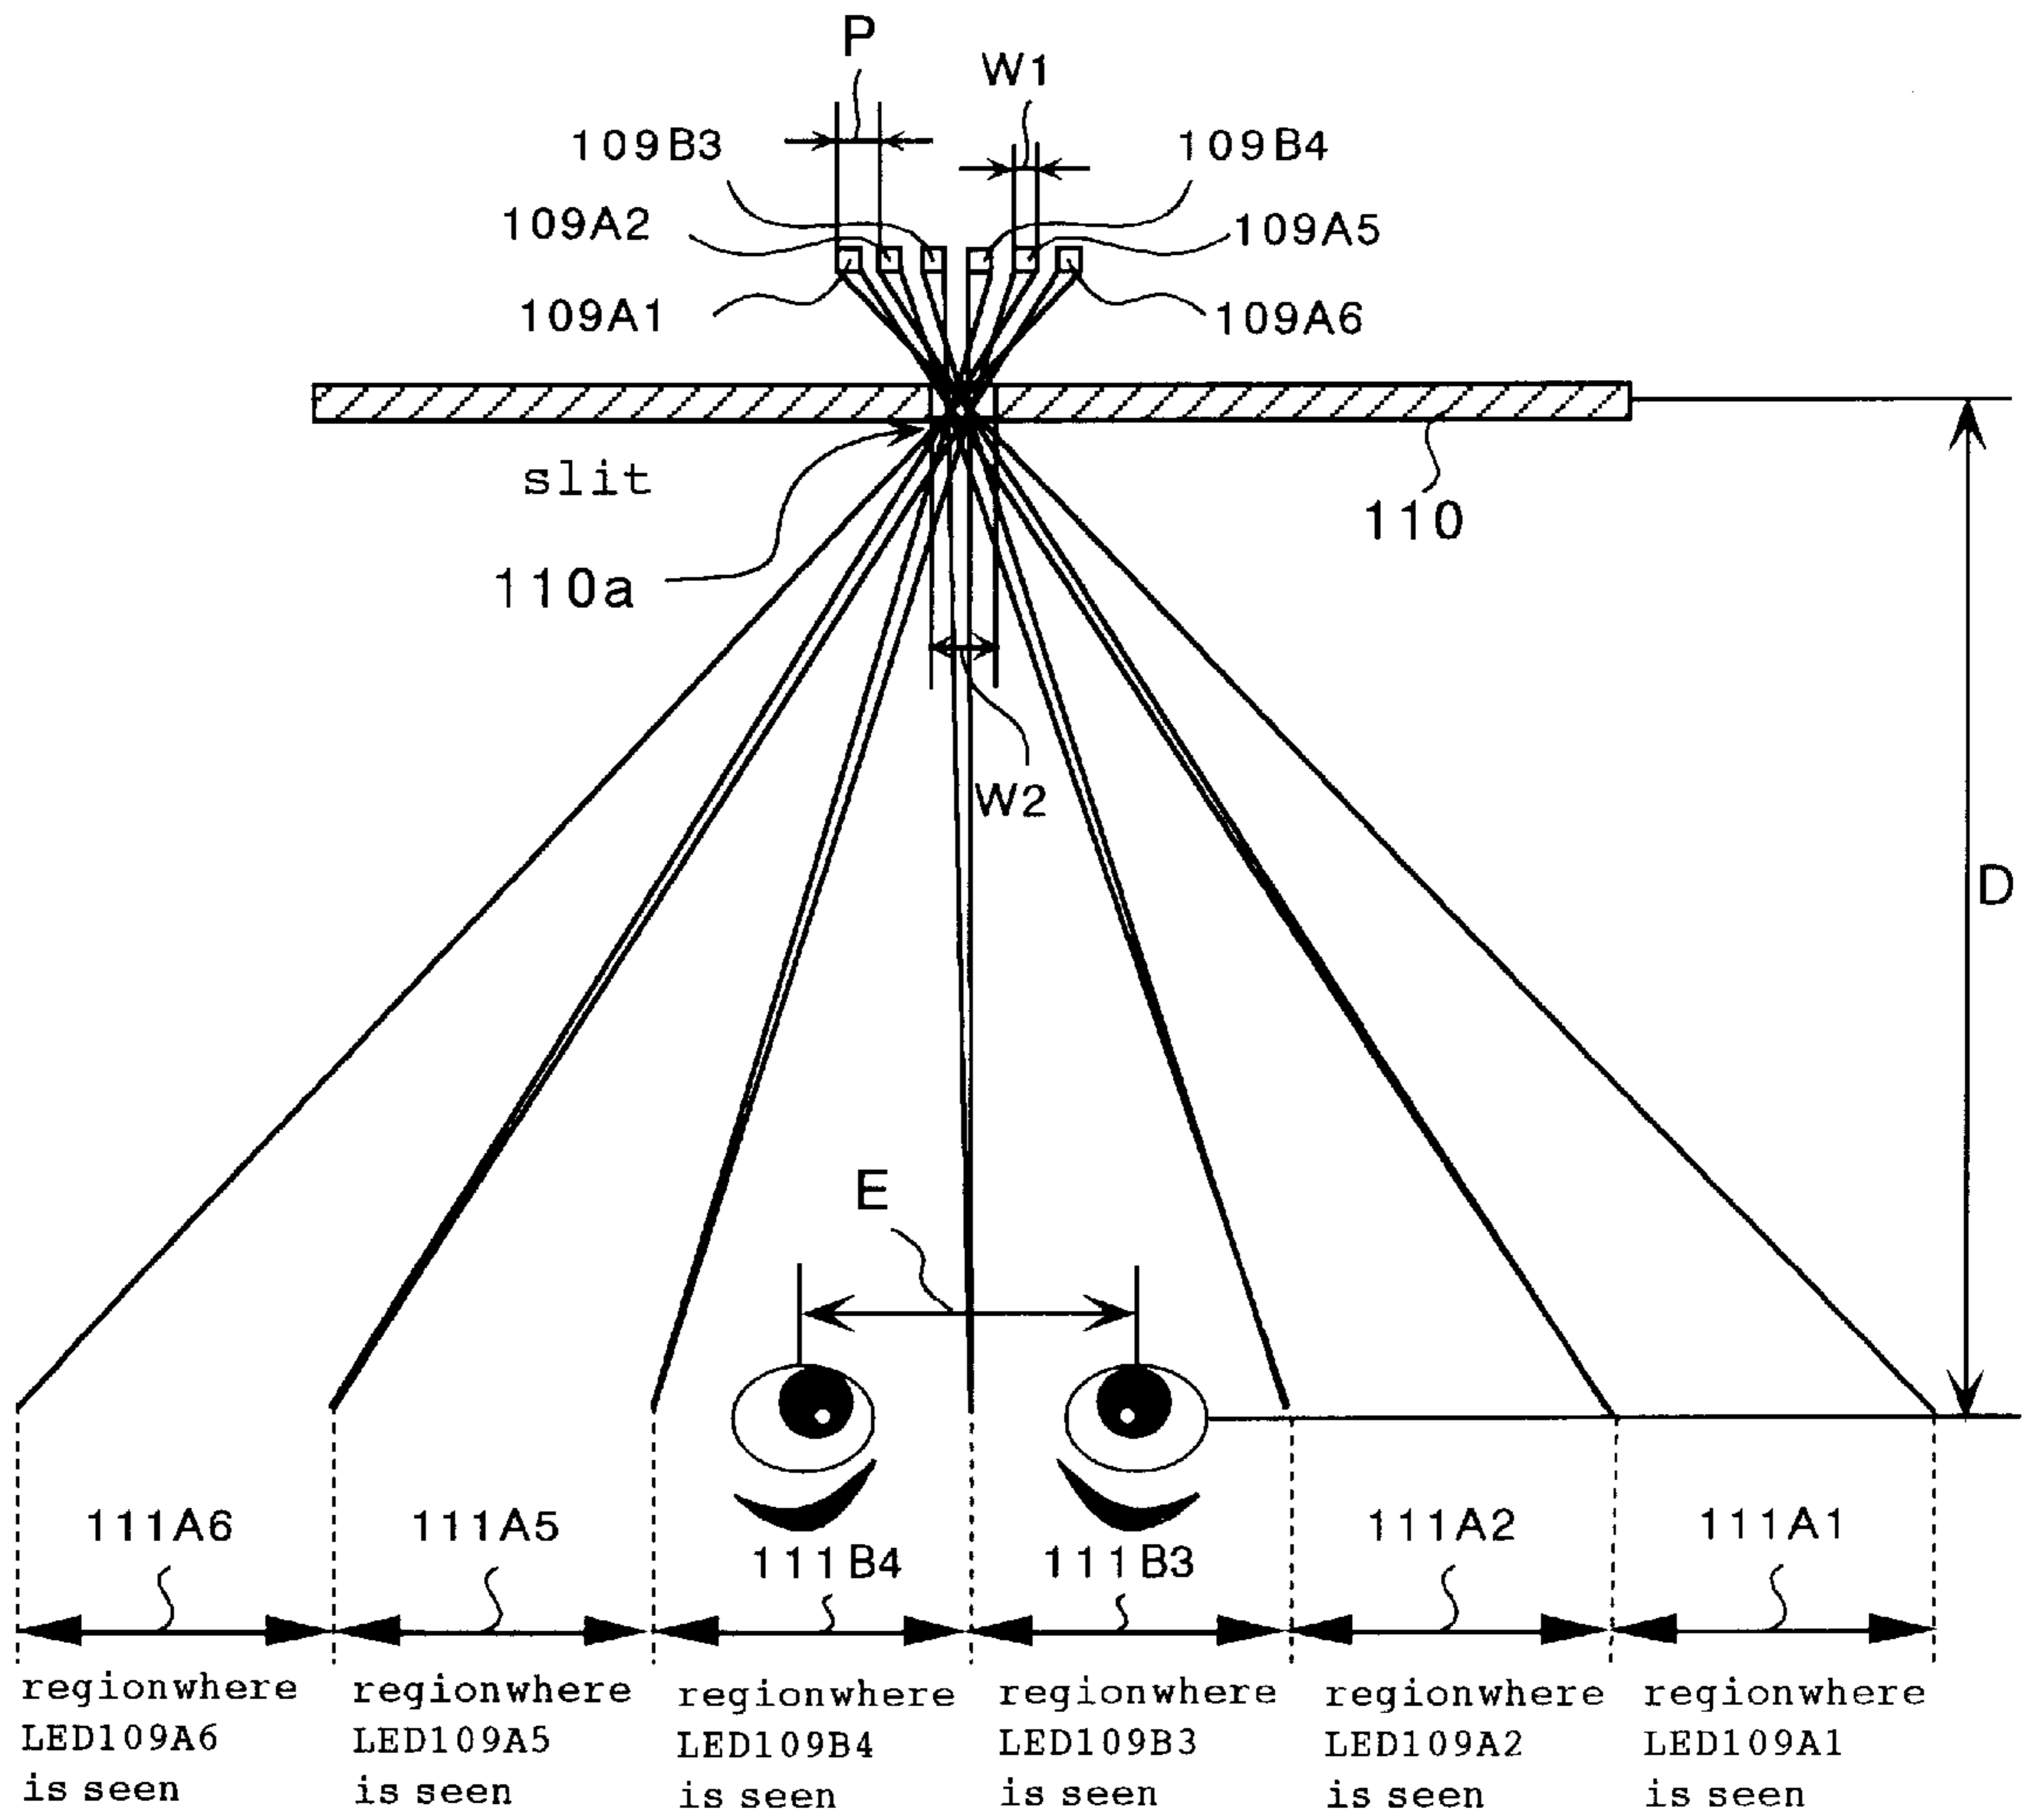 P
W1
109B3
109B4
109A2
109A5
109A1
109A6
slit
110
110a
W2
D
E
111A6
111A5
111B4
111B3
111A2
111A1
regionwhere
LED109A6
is seen
regionwhere
LED109A5
is seen
regionwhere
LED109B4
is seen
regionwhere
LED109B3
is seen
regionwhere
LED109A2
is seen
regionwhere
LED109A1
is seen